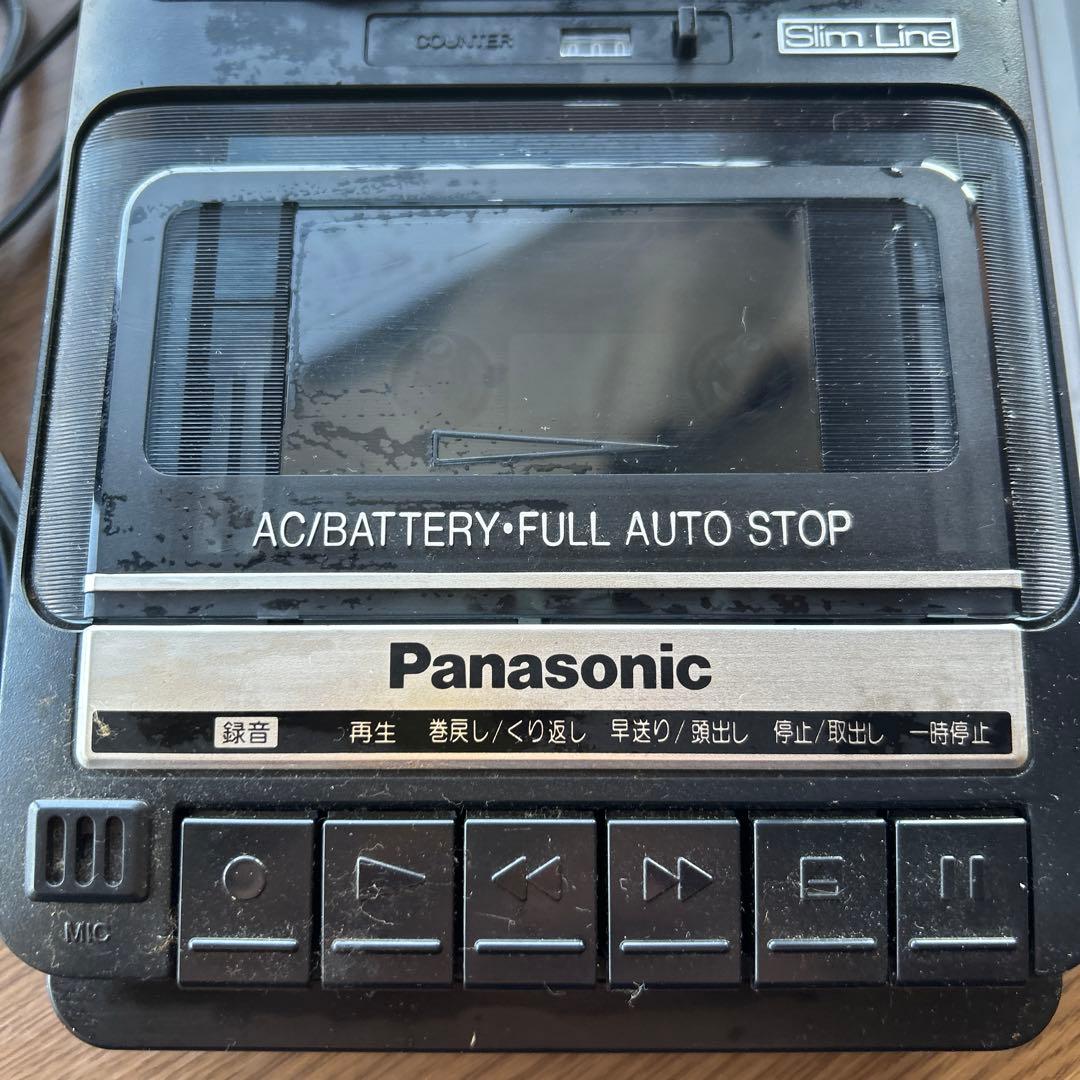 COUNTER
Slim·Line
AC/BATTERY•FULL AUTO STOP
Panasonic
録音 再生 巻戻し/くり返し 早送り/頭出し 停止/取出し 一時停止
MIC